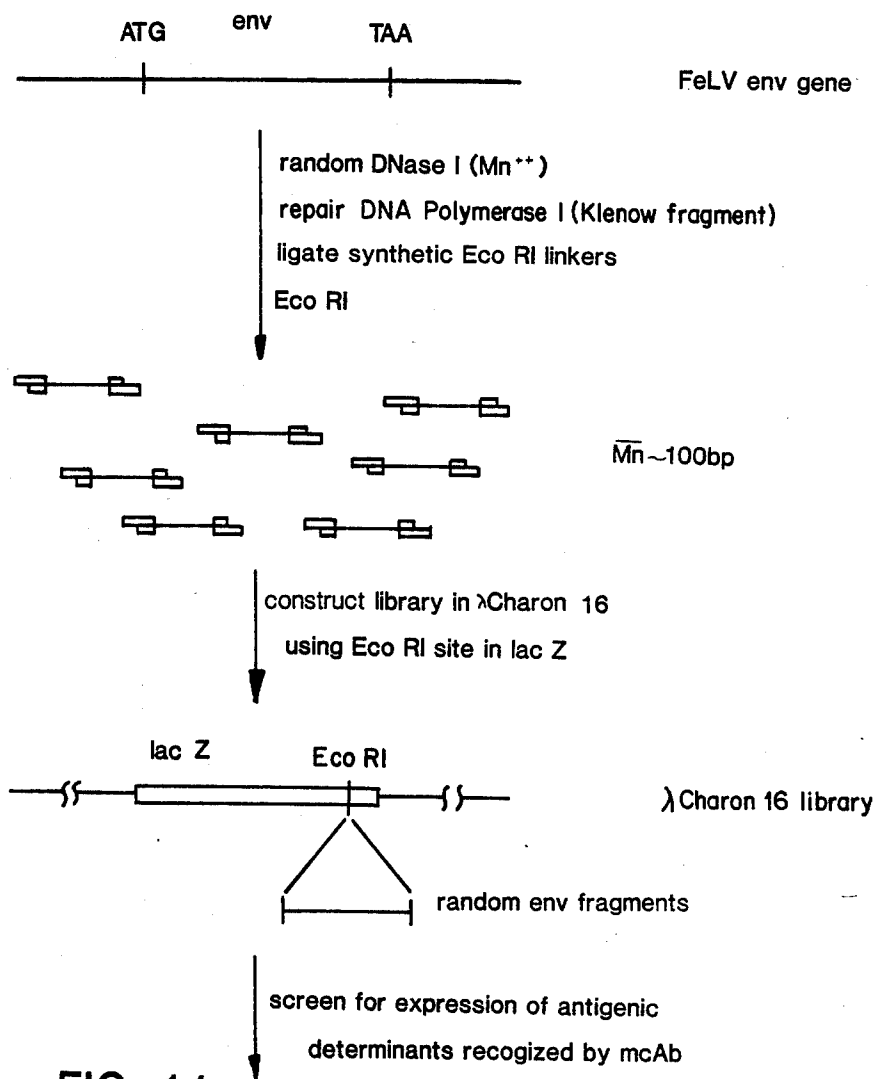 env
ATG TAA
FeLV env gene
random DNase I (Mn++)
repair DNA Polymerase I (Klenow fragment)
ligate synthetic Eco RI linkers
Eco RI
Mn~100bp
construct library in λCharon 16
using Eco RI site in lac Z
lac Z Eco RI
λCharon 16 library
random env fragments
screen for expression of antigenic
determinants recogized by mcAb